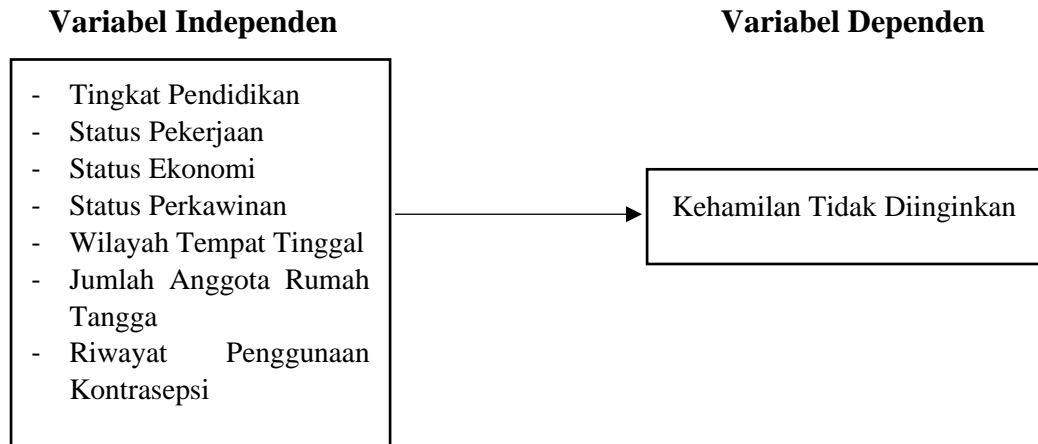 Variabel Independen
Variabel Dependen
- Tingkat Pendidikan
- Status Pekerjaan
- Status Ekonomi
- Status Perkawinan
- Wilayah Tempat Tinggal
- Jumlah Anggota Rumah
Tangga
- Riwayat Penggunaan
Kontrasepsi
Kehamilan Tidak Diinginkan